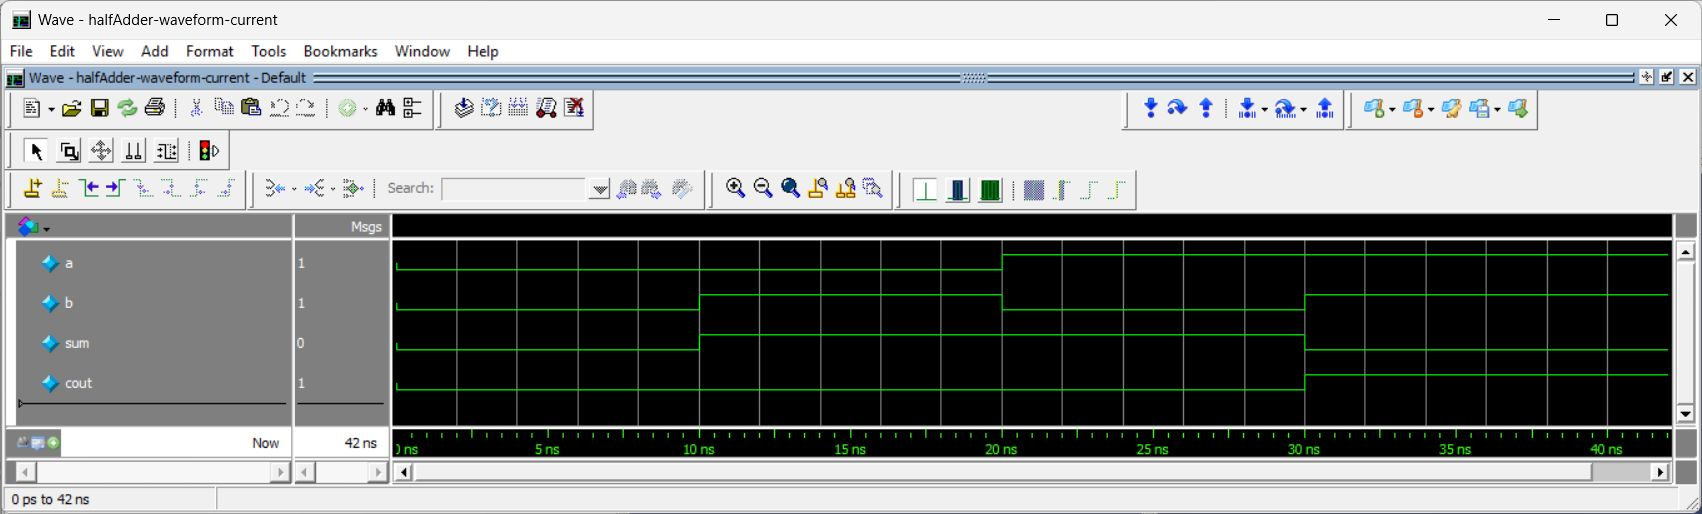 Wave - halfAdder-waveform-current
File Edit View Add Format Tools Bookmarks Window Help
Wave - halfAdder-waveform-current - Default
Search:
Msgs
a 1
b 1
sum 0
cout 1
Now 42 ns
ns 5 ns 10 ns 15 ns 20 ns 25 ns 30 ns 35 ns 40 ns
0 ps to 42 ns